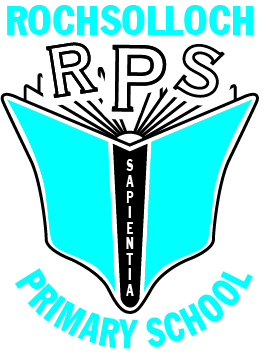 ROCHSOLLOCH
RPS
SAPIENTIA
PRIMARY SCHOOL